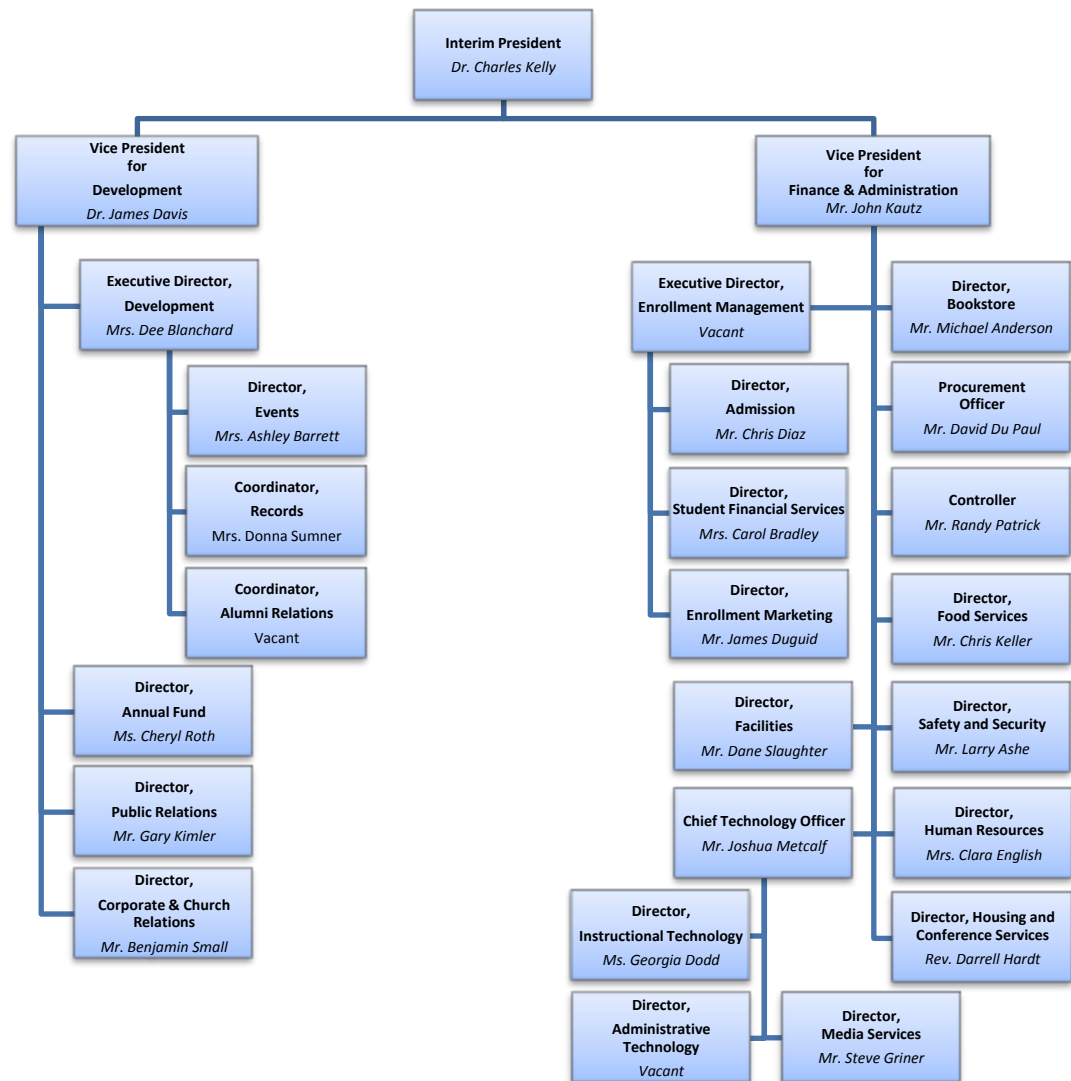 Interim President
Dr. Charles Kelly
Vice President
for
Development
Dr. James Davis
Vice President
for
Finance & Administration
Mr. John Kautz
Executive Director,
Development
Mrs. Dee Blanchard
Director,
Events
Mrs. Ashley Barrett
Coordinator,
Records
Mrs. Donna Sumner
Coordinator,
Alumni Relations
Vacant
Director,
Annual Fund
Ms. Cheryl Roth
Director,
Public Relations
Mr. Gary Kimler
Director,
Corporate & Church
Relations
Mr. Benjamin Small
Executive Director,
Enrollment Management
Vacant
Director,
Admission
Mr. Chris Diaz
Director,
Student Financial Services
Mrs. Carol Bradley
Director,
Enrollment Marketing
Mr. James Duguid
Director,
Facilities
Mr. Dane Slaughter
Chief Technology Officer
Mr. Joshua Metcalf
Director,
Instructional Technology
Ms. Georgia Dodd
Director,
Administrative
Technology
Vacant
Director,
Media Services
Mr. Steve Griner
Director,
Bookstore
Mr. Michael Anderson
Procurement
Officer
Mr. David Du Paul
Controller
Mr. Randy Patrick
Director,
Food Services
Mr. Chris Keller
Director,
Safety and Security
Mr. Larry Ashe
Director,
Human Resources
Mrs. Clara English
Director, Housing and
Conference Services
Rev. Darrell Hardt